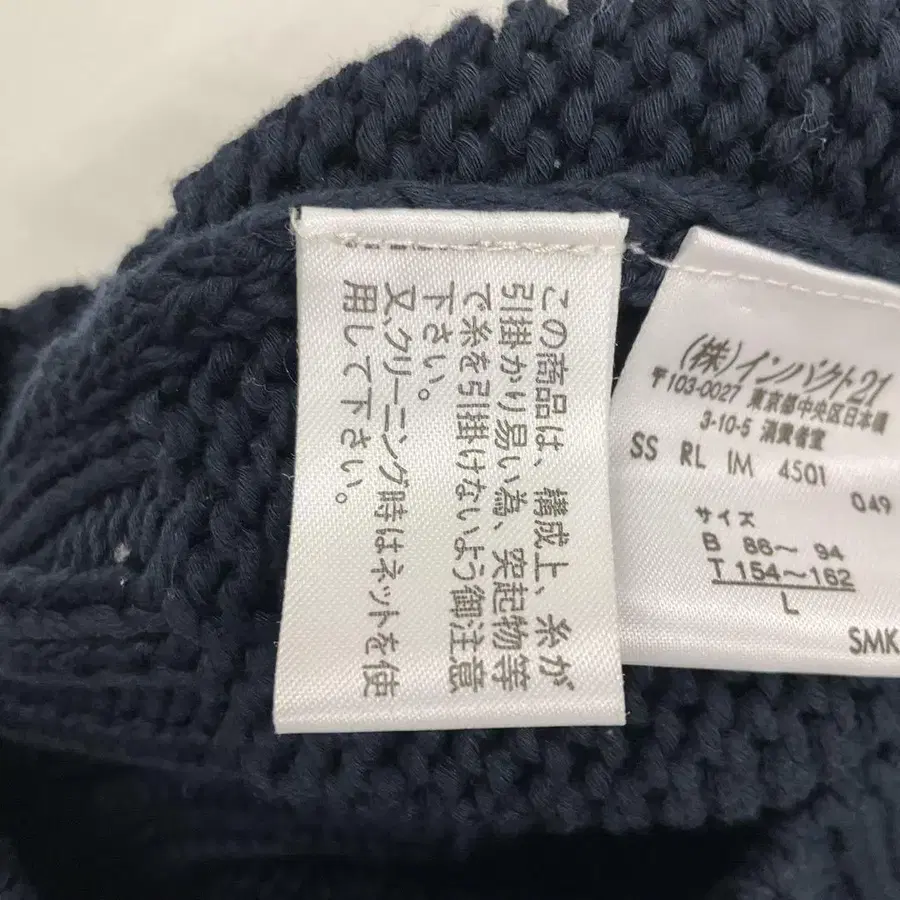 この商品は、構成上、糸が
引掛かり易い為、突起物等
で糸を引掛けないよう御注意
下さい。
又、クリーニング時はネットを使
用して下さい。
(株)インパクト21
〒103-0027 東京都中央区日本橋
3-10-5 消費者室
SS RL IM 4501
049
サイズ
B 86〜 94
T 154〜162
L
SMK